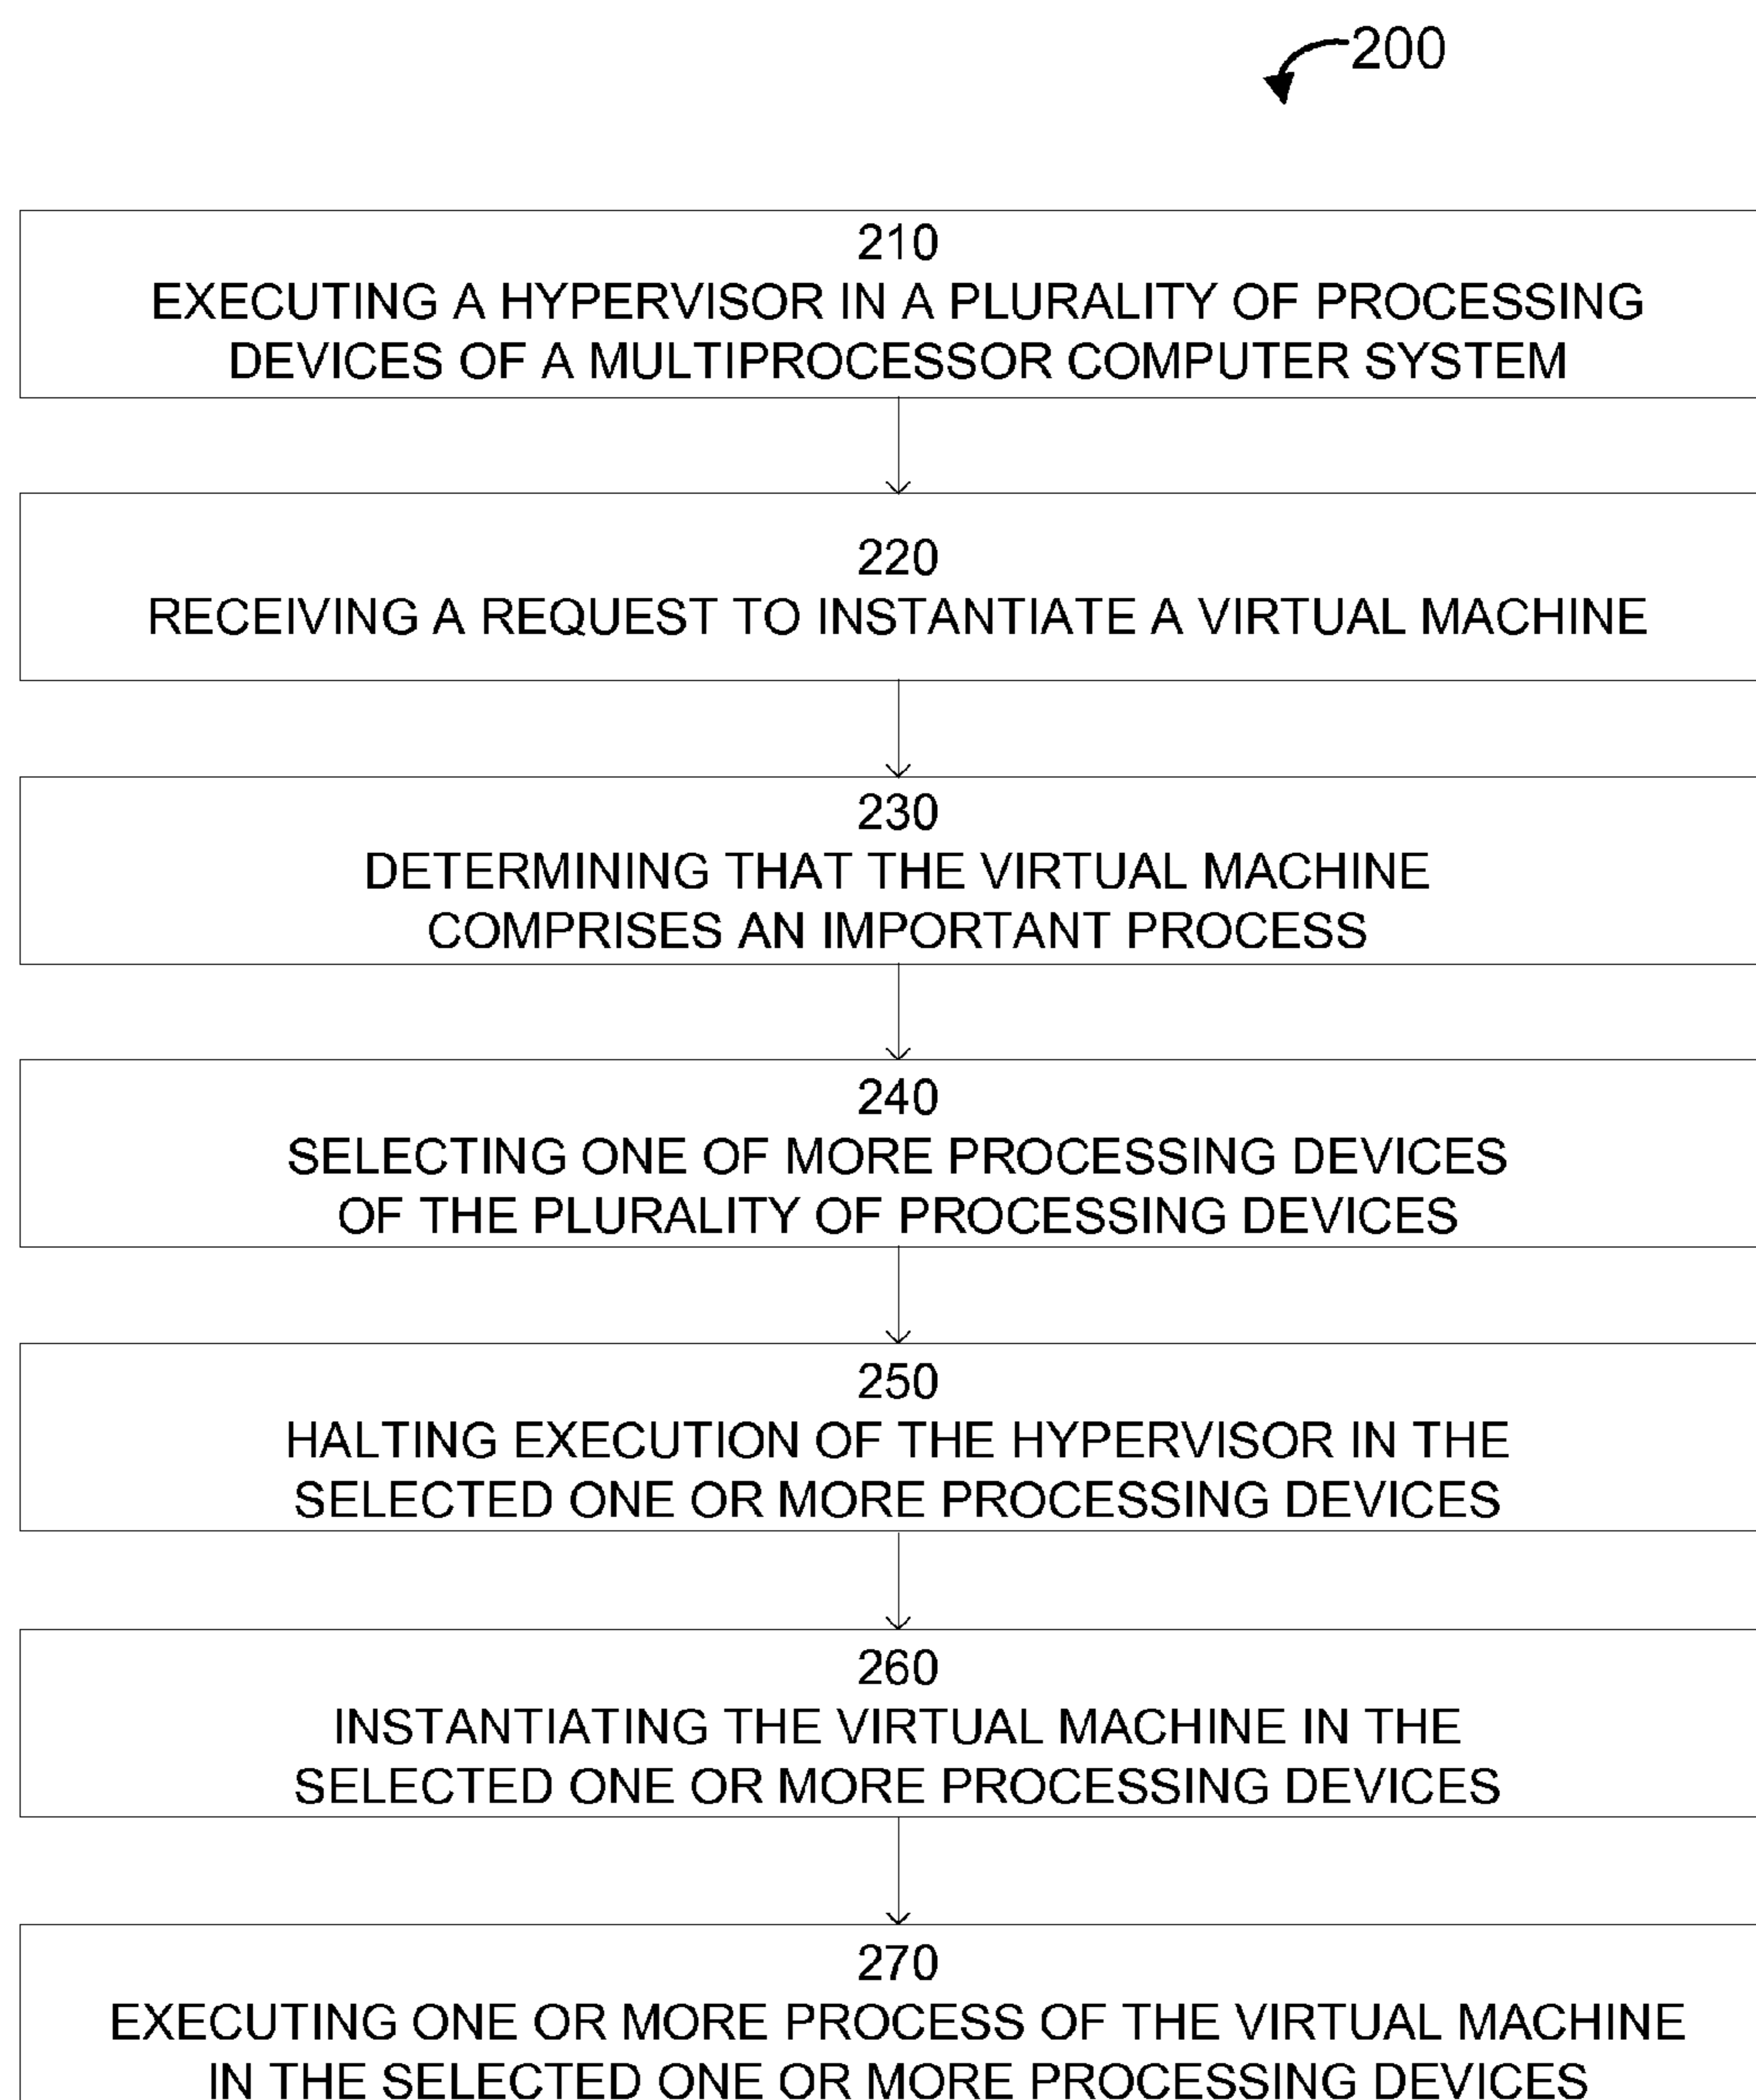 200
210
EXECUTING A HYPERVISOR IN A PLURALITY OF PROCESSING
DEVICES OF A MULTIPROCESSOR COMPUTER SYSTEM
220
RECEIVING A REQUEST TO INSTANTIATE A VIRTUAL MACHINE
230
DETERMINING THAT THE VIRTUAL MACHINE
COMPRISES AN IMPORTANT PROCESS
240
SELECTING ONE OF MORE PROCESSING DEVICES
OF THE PLURALITY OF PROCESSING DEVICES
250
HALTING EXECUTION OF THE HYPERVISOR IN THE
SELECTED ONE OR MORE PROCESSING DEVICES
260
INSTANTIATING THE VIRTUAL MACHINE IN THE
SELECTED ONE OR MORE PROCESSING DEVICES
270
EXECUTING ONE OR MORE PROCESS OF THE VIRTUAL MACHINE
IN THE SELECTED ONE OR MORE PROCESSING DEVICES